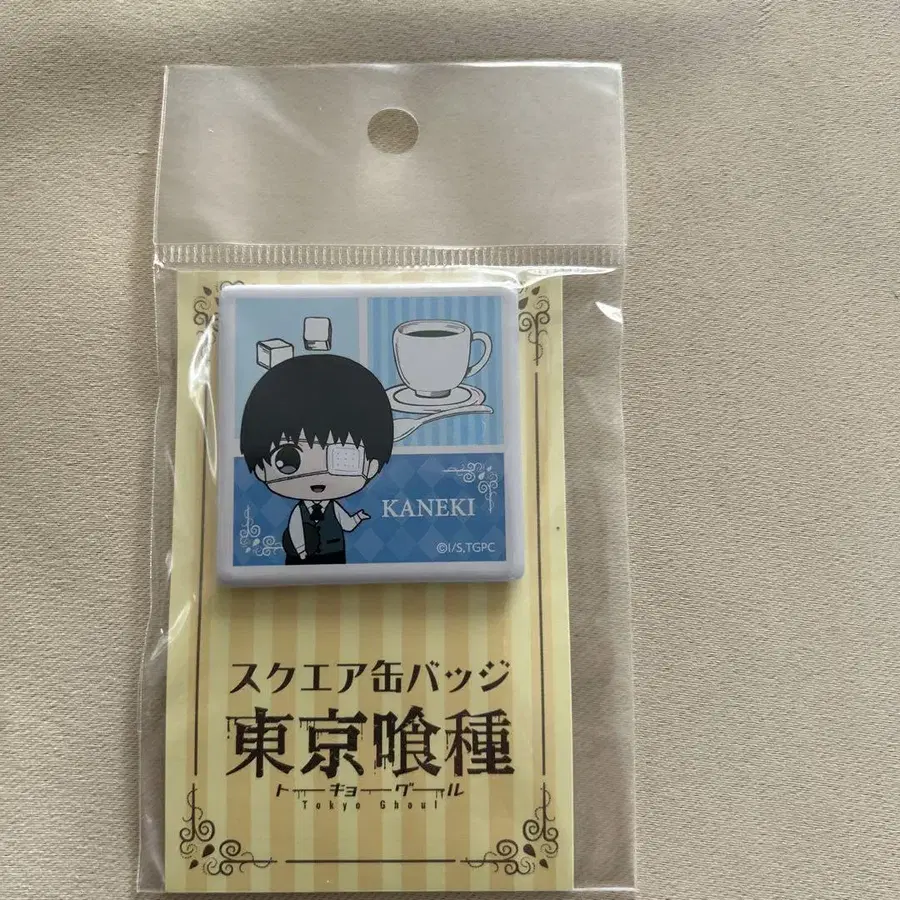 KANEKI
©I/S,TGPC
スクエア缶バッジ
東京喰種
トーキョーグール
Tokyo Ghoul